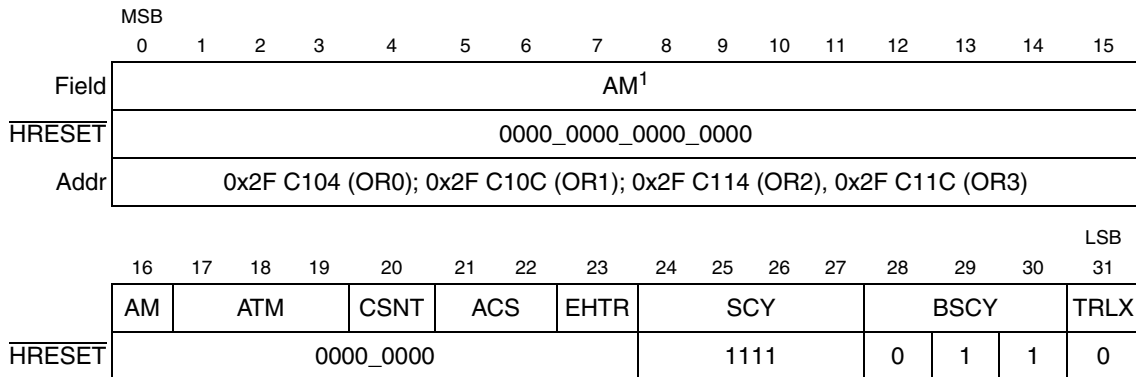 MSB
0 1 2 3 4 5 6 7 8 9 10 11 12 13 14 15
Field AM1
HRESET 0000_0000_0000_0000
Addr 0x2F C104 (OR0); 0x2F C10C (OR1); 0x2F C114 (OR2), 0x2F C11C (OR3)
LSB
16 17 18 19 20 21 22 23 24 25 26 27 28 29 30 31
AM ATM CSNT ACS EHTR SCY BSCY TRLX
HRESET 0000_0000 1111 0 1 1 0